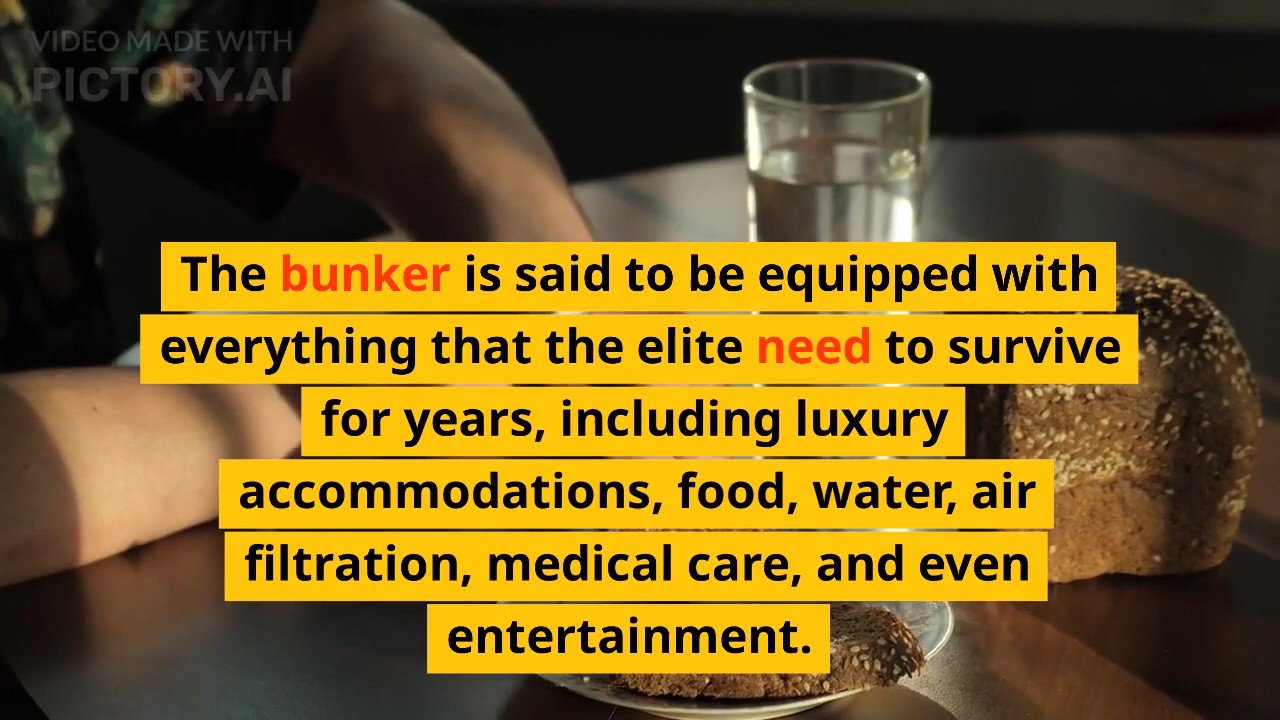 VIDEO MADE WITH
PICTORY.AI
The bunker is said to be equipped with
everything that the elite need to survive
for years, including luxury
accommodations, food, water, air
filtration, medical care, and even
entertainment.